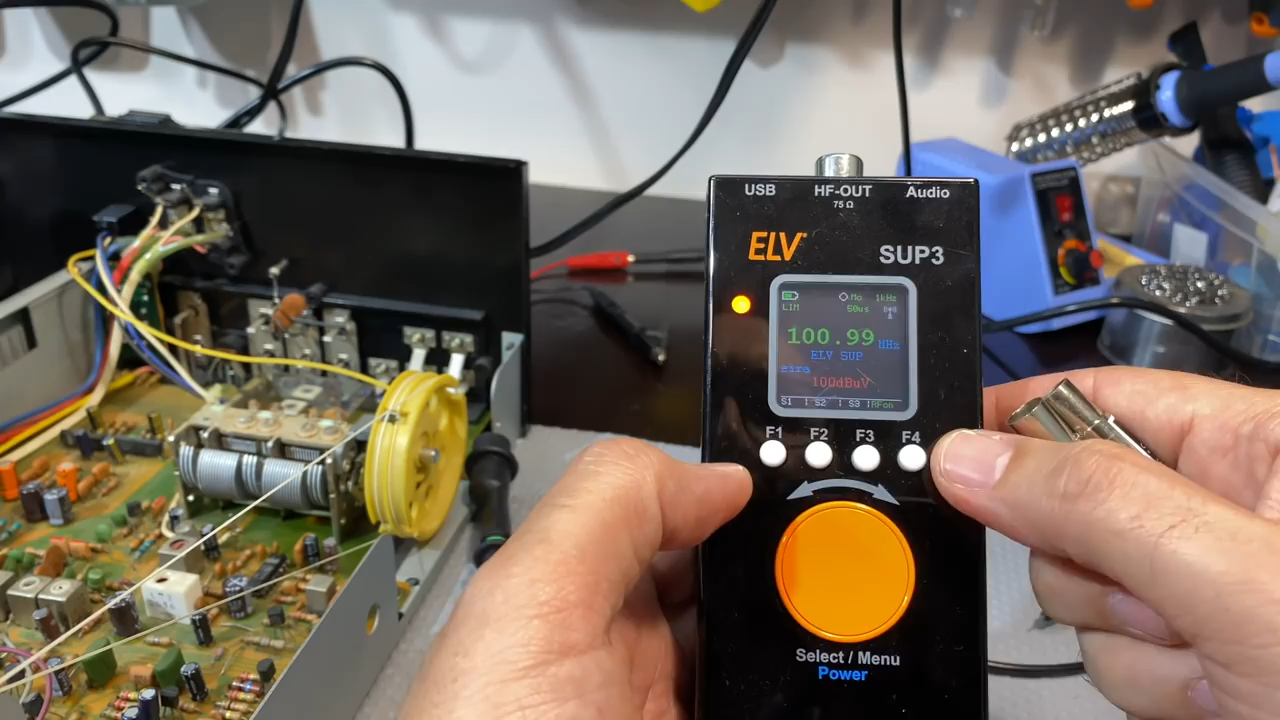 USB HF-OUT Audio
75 Ω
ELV SUP3
LIM Mo 1kHz
50us
100.99 MHz
ELV SUP
100dBuV
S1 | S2 | S3 |RFon
F1 F2 F3 F4
Select / Menu
Power